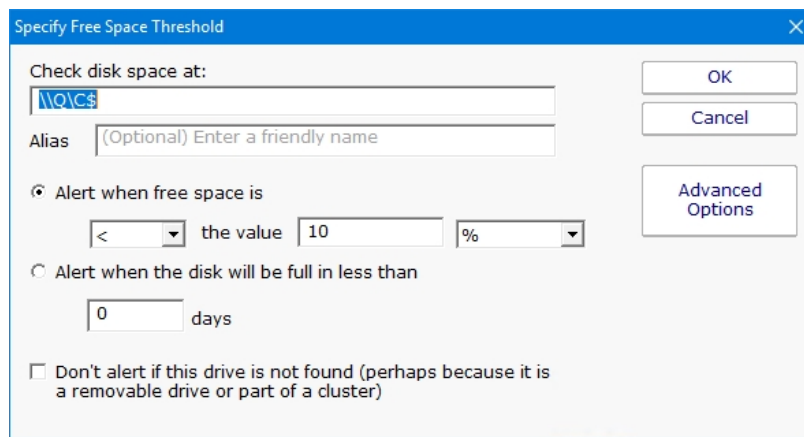 Specify Free Space Threshold
Check disk space at:
OK
\\Q\C$
Cancel
Alias (Optional) Enter a friendly name
Advanced
Options
Alert when free space is
< the value 10 %
Alert when the disk will be full in less than
0 days
Don't alert if this drive is not found (perhaps because it is
a removable drive or part of a cluster)